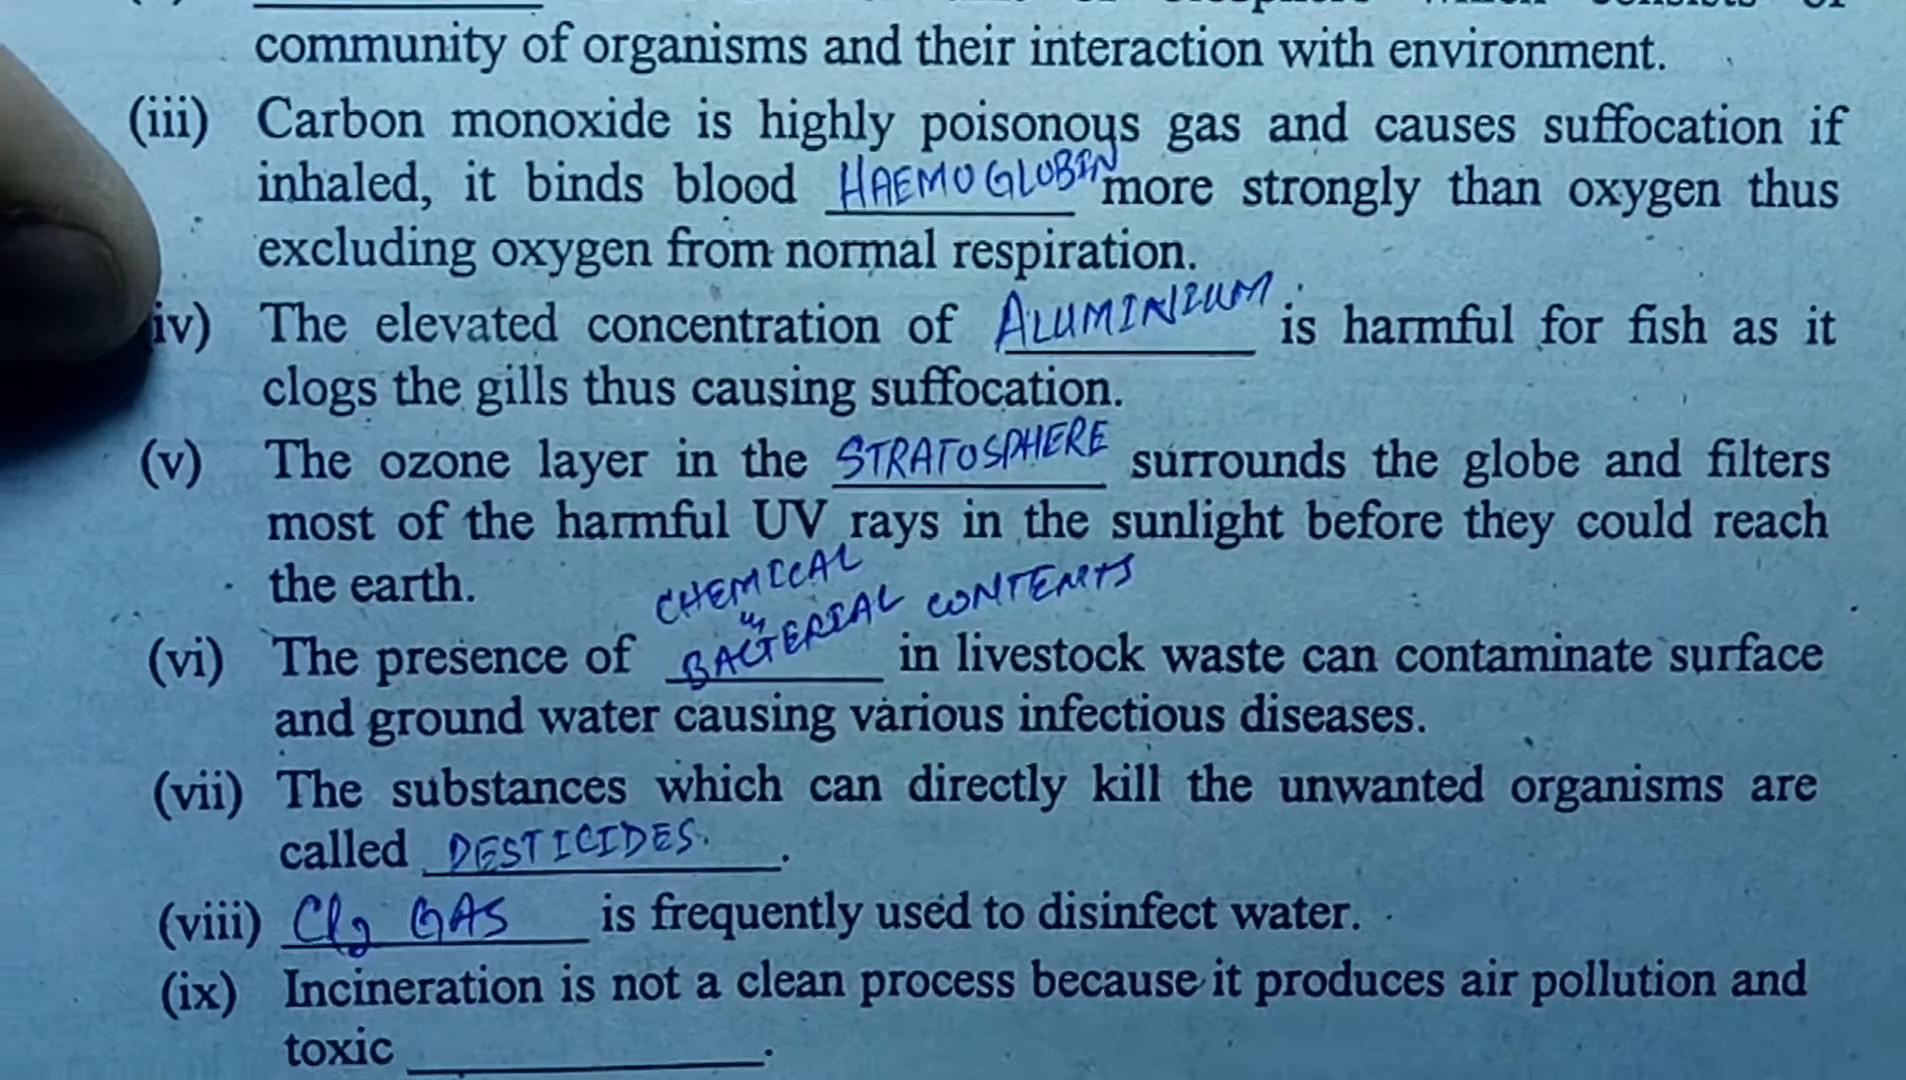 community of organisms and their interaction with environment.
(iii) Carbon monoxide is highly poisonous gas and causes suffocation if
inhaled, it binds blood HAEMOGLOBIN more strongly than oxygen thus
excluding oxygen from normal respiration.
iv) The elevated concentration of ALUMINIUM is harmful for fish as it
clogs the gills thus causing suffocation.
(v) The ozone layer in the STRATOSPHERE surrounds the globe and filters
most of the harmful UV rays in the sunlight before they could reach
the earth.
CHEMICAL
(vi) The presence of BACTERIAL CONTENTS in livestock waste can contaminate surface
and ground water causing various infectious diseases.
(vii) The substances which can directly kill the unwanted organisms are
called PESTICIDES.
(viii) Cl2 GAS is frequently used to disinfect water.
(ix) Incineration is not a clean process because it produces air pollution and
toxic ____________.